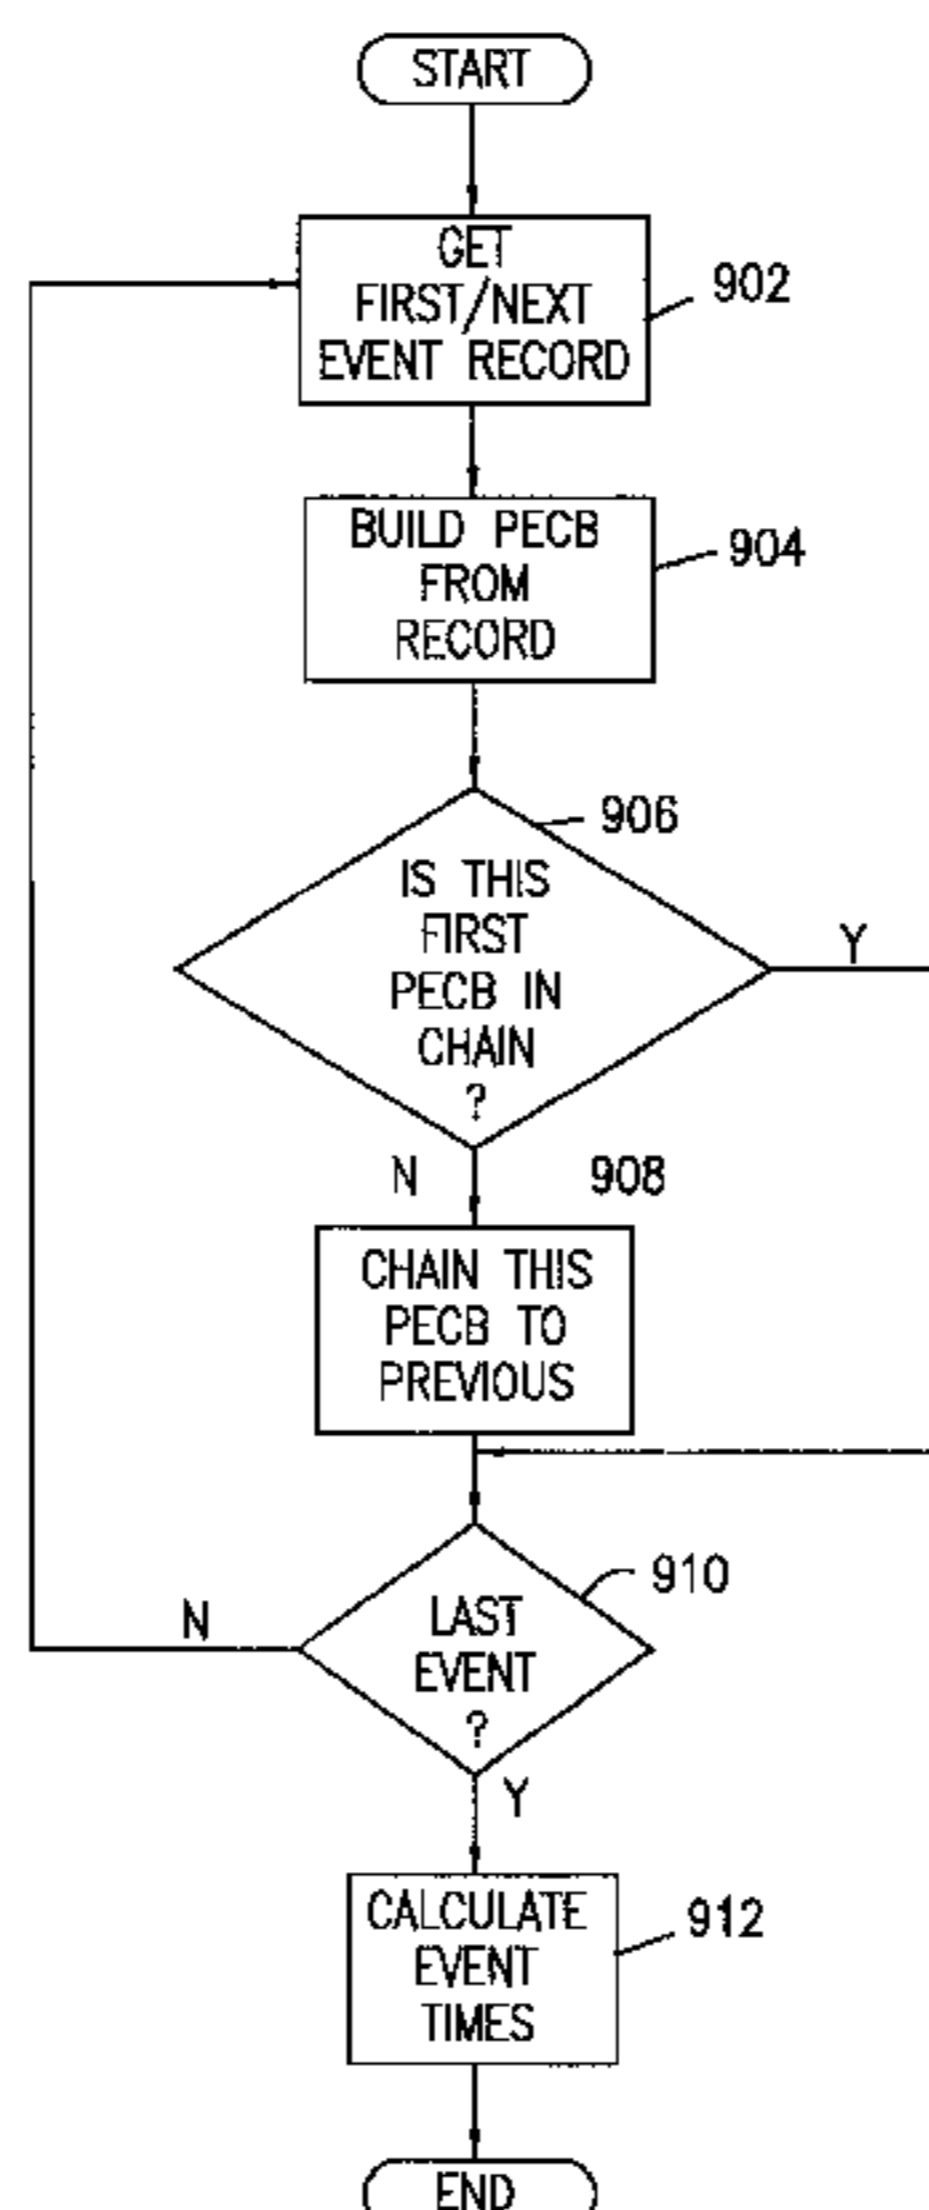 START
GET
FIRST/NEXT
EVENT RECORD
902
BUILD PECB
FROM
RECORD
904
906
IS THIS
FIRST
PECB IN
CHAIN
?
Y
N
908
CHAIN THIS
PECB TO
PREVIOUS
910
LAST
EVENT
?
N
Y
CALCULATE
EVENT
TIMES
912
END